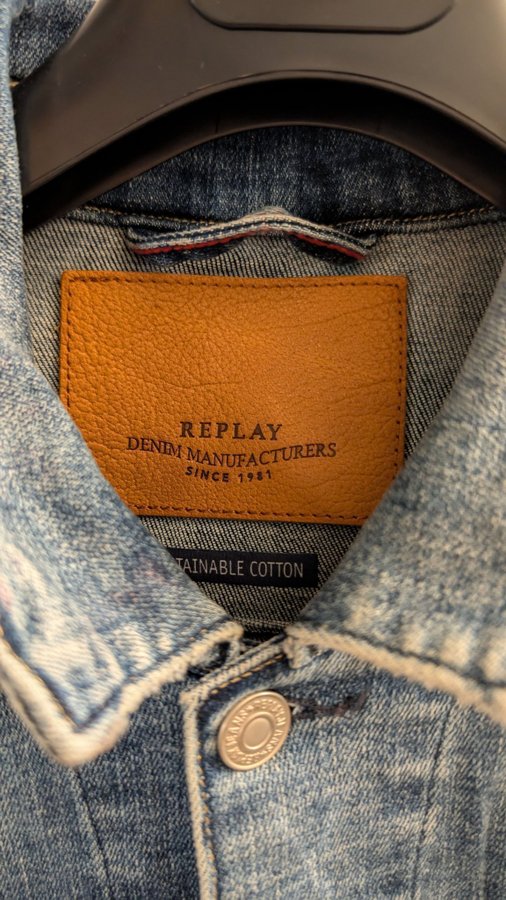 REPLAY
DENIM MANUFACTURERS
SINCE 1981
TAINABLE COTTON